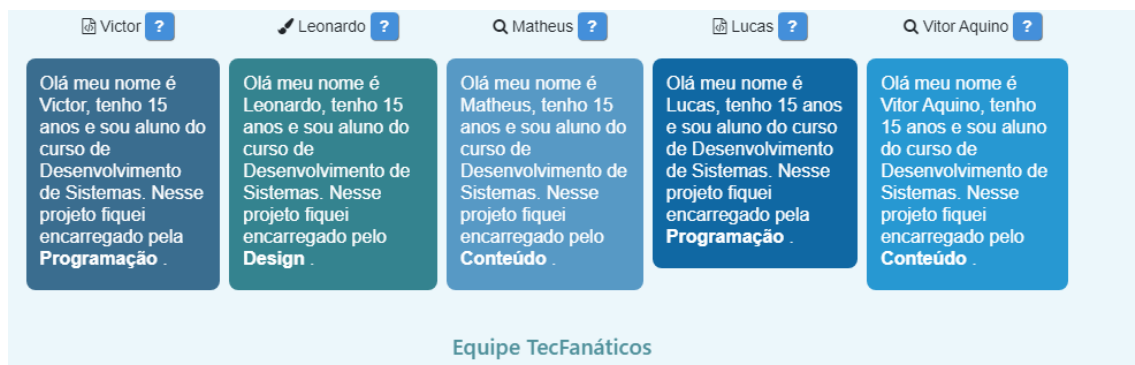 Victor ?
Leonardo ?
Matheus ?
Lucas ?
Vitor Aquino ?
Olá meu nome é
Victor, tenho 15
anos e sou aluno do
curso de
Desenvolvimento
de Sistemas. Nesse
projeto fiquei
encarregado pela
Programação .
Olá meu nome é
Leonardo, tenho 15
anos e sou aluno do
curso de
Desenvolvimento de
Sistemas. Nesse
projeto fiquei
encarregado pelo
Design .
Olá meu nome é
Matheus, tenho 15
anos e sou aluno do
curso de
Desenvolvimento de
Sistemas. Nesse
projeto fiquei
encarregado pelo
Conteúdo .
Olá meu nome é
Lucas, tenho 15 anos
e sou aluno do curso
de Desenvolvimento
de Sistemas. Nesse
projeto fiquei
encarregado pela
Programação .
Olá meu nome é
Vitor Aquino, tenho
15 anos e sou aluno
do curso de
Desenvolvimento de
Sistemas. Nesse
projeto fiquei
encarregado pelo
Conteúdo .
Equipe TecFanáticos